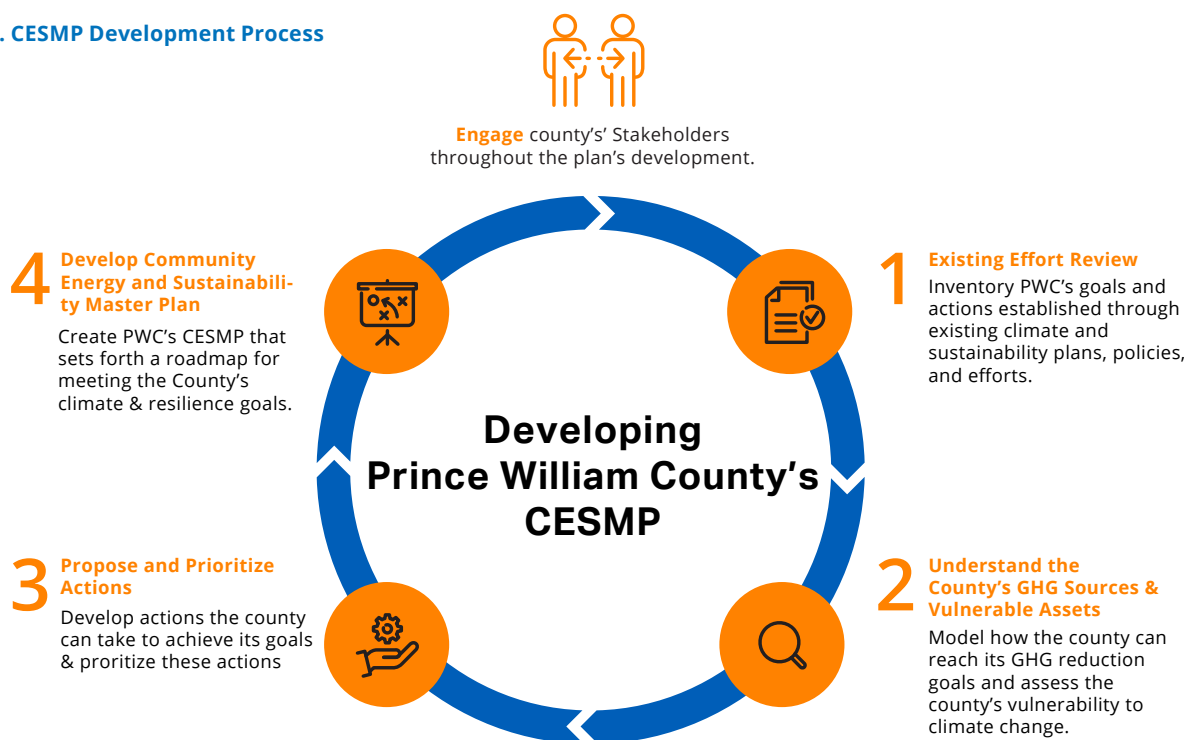 . CESMP Development Process
Engage county's' Stakeholders
throughout the plan's development.
4
Develop Community
Energy and Sustainabili-
ty Master Plan
Create PWC's CESMP that
sets forth a roadmap for
meeting the County's
climate & resilience goals.
1
Existing Effort Review
Inventory PWC's goals and
actions established through
existing climate and
sustainability plans, policies,
and efforts.
Developing
Prince William County's
CESMP
3
Propose and Prioritize
Actions
Develop actions the county
can take to achieve its goals
& prioritize these actions
2
Understand the
County's GHG Sources &
Vulnerable Assets
Model how the county can
reach its GHG reduction
goals and assess the
county's vulnerability to
climate change.